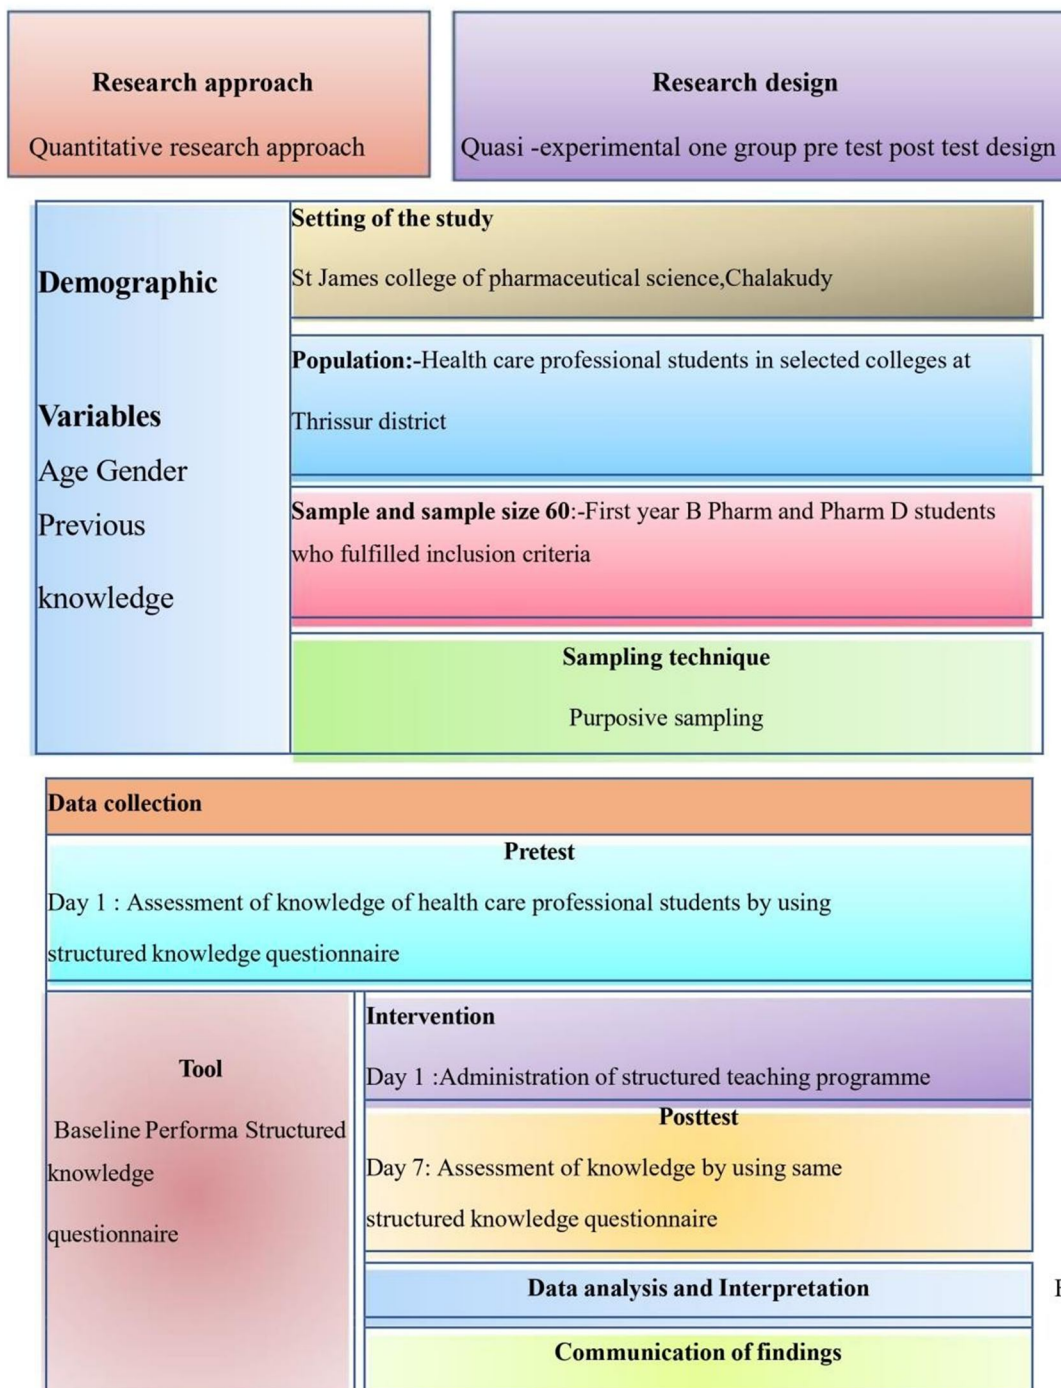 Research approach
Quantitative research approach
Research design
Quasi -experimental one group pre test post test design
Demographic
Variables
Age Gender
Previous
knowledge
Setting of the study
St James college of pharmaceutical science,Chalakudy
Population:-Health care professional students in selected colleges at
Thrissur district
Sample and sample size 60:-First year B Pharm and Pharm D students
who fulfilled inclusion criteria
Sampling technique
Purposive sampling
Data collection
Pretest
Day 1 : Assessment of knowledge of health care professional students by using
structured knowledge questionnaire
Tool
Baseline Performa Structured
knowledge
questionnaire
Intervention
Day 1 :Administration of structured teaching programme
Posttest
Day 7: Assessment of knowledge by using same
structured knowledge questionnaire
Data analysis and Interpretation
Communication of findings